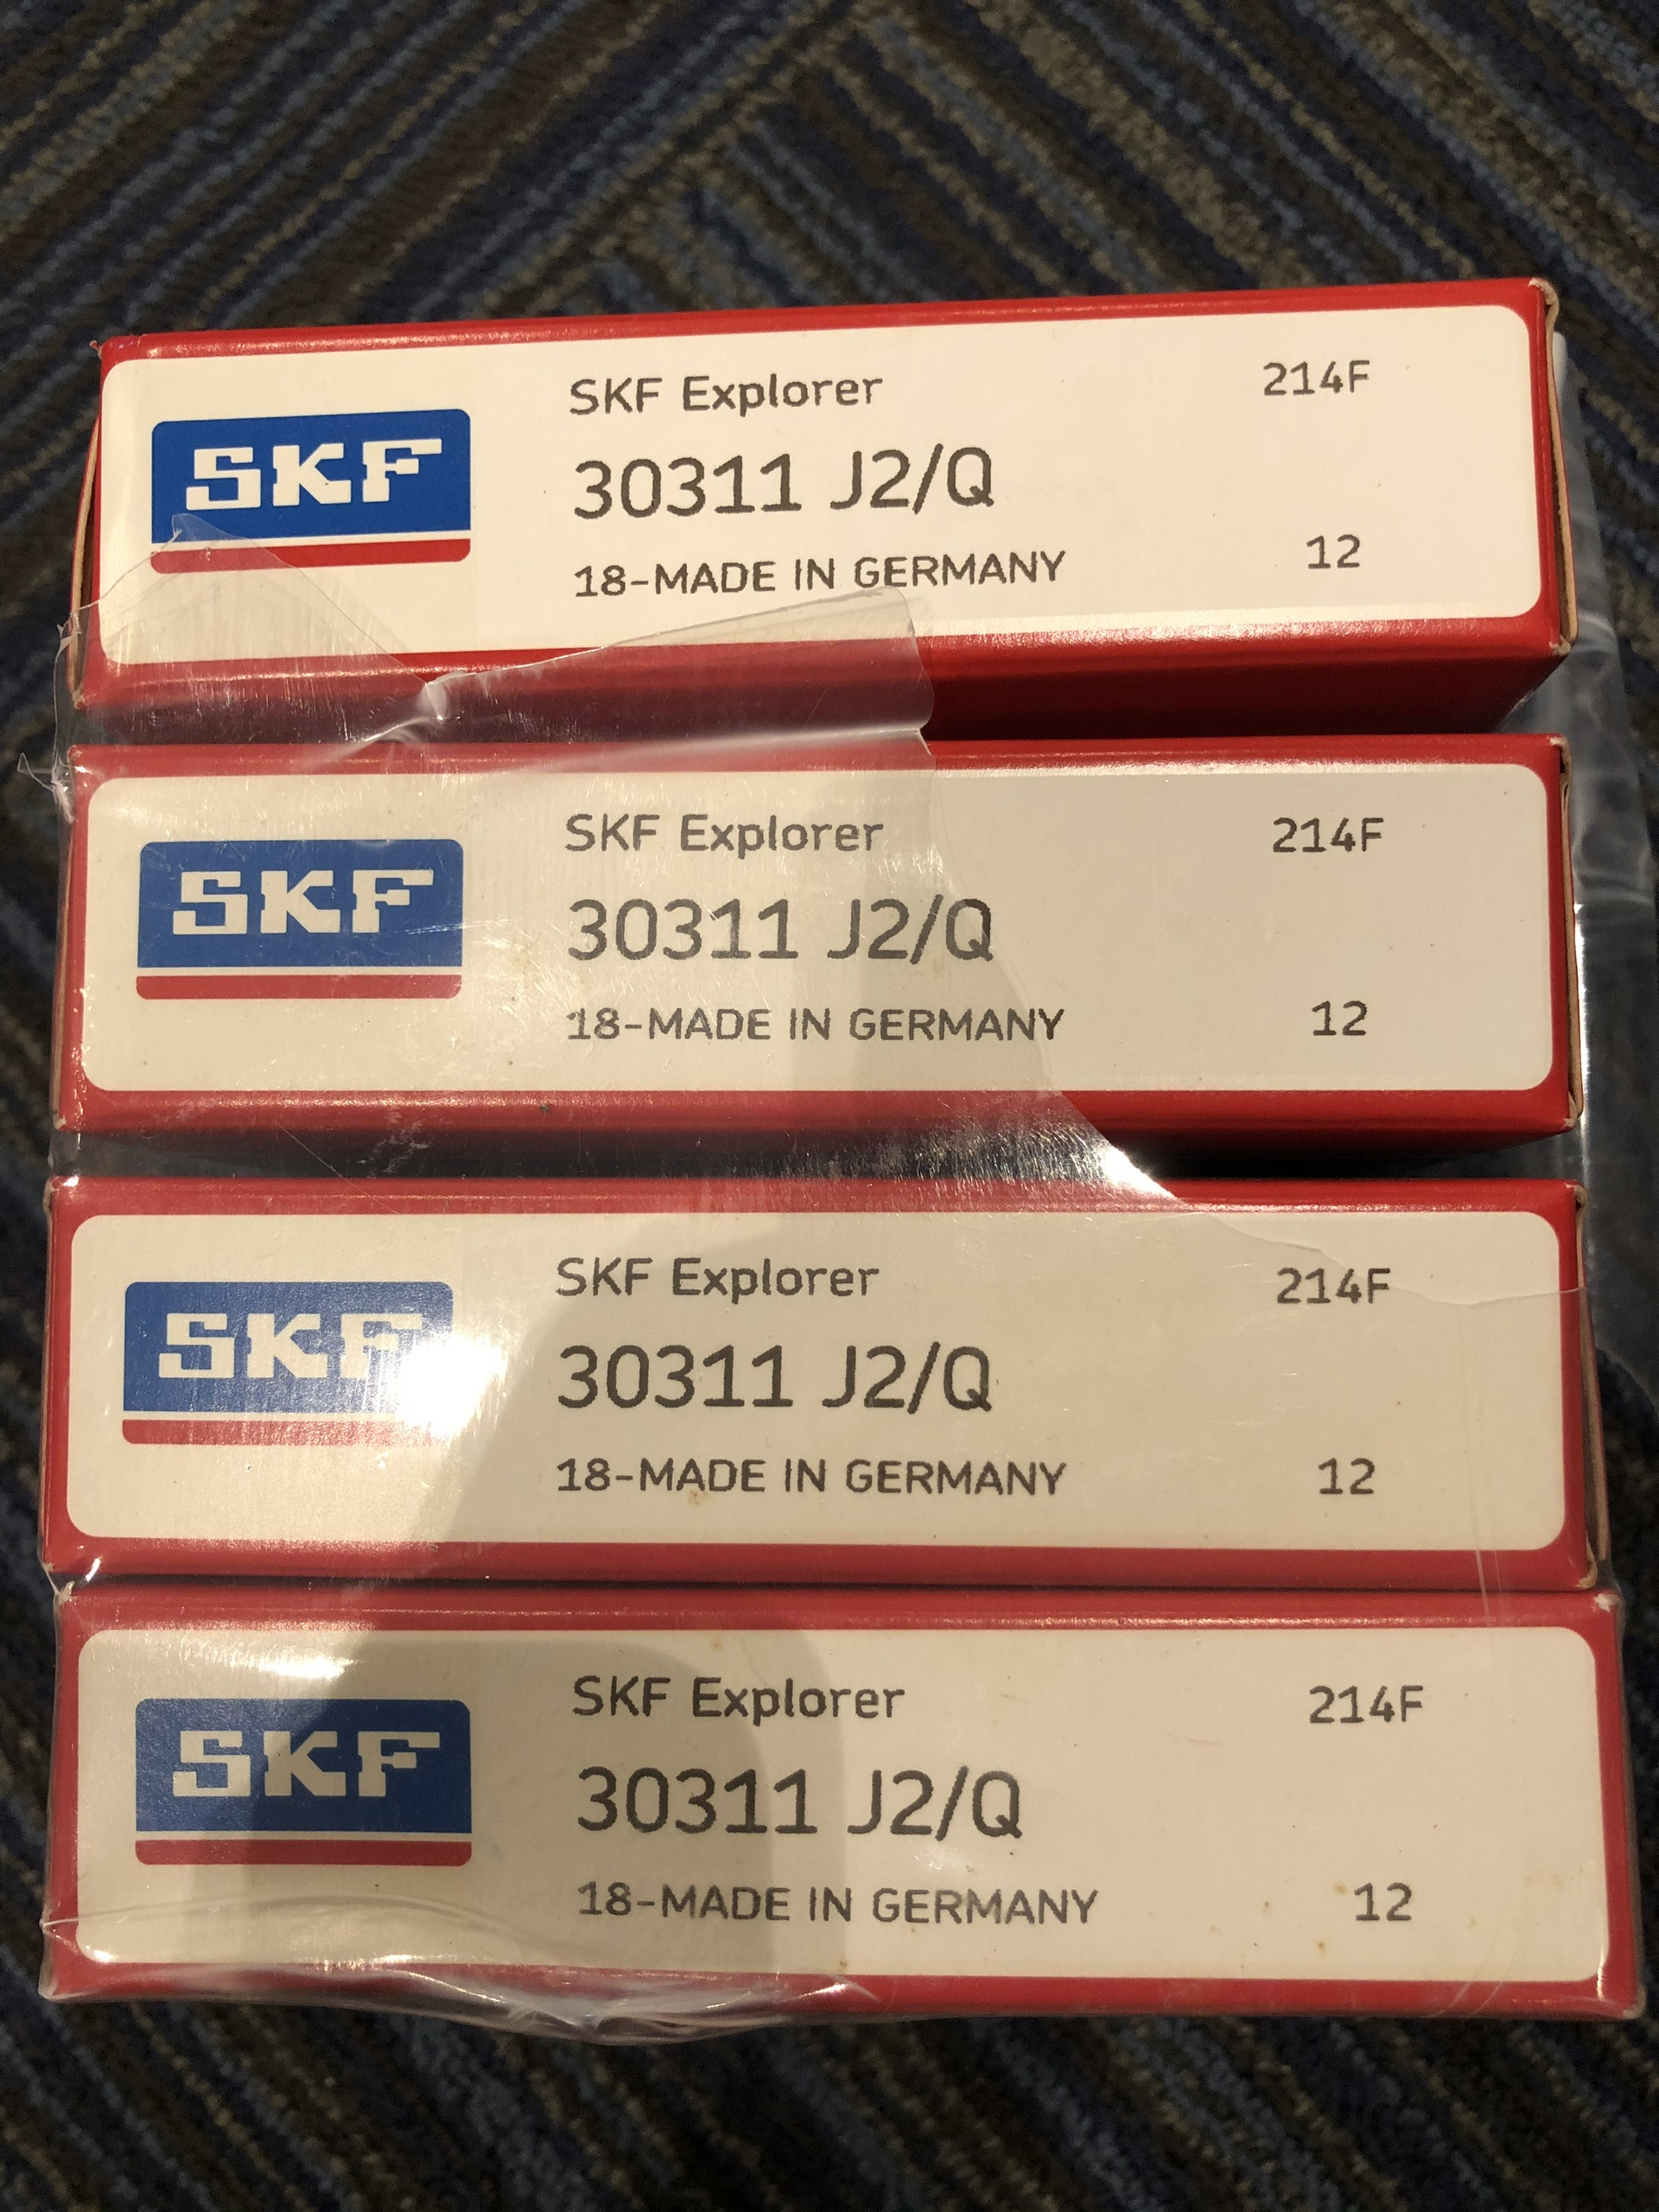 SKF
SKF Explorer 214F
30311 J2/Q
18-MADE IN GERMANY 12
SKF
SKF Explorer 214F
30311 J2/Q
18-MADE IN GERMANY 12
SKF
SKF Explorer 214F
30311 J2/Q
18-MADE IN GERMANY 12
SKF
SKF Explorer 214F
30311 J2/Q
18-MADE IN GERMANY 12